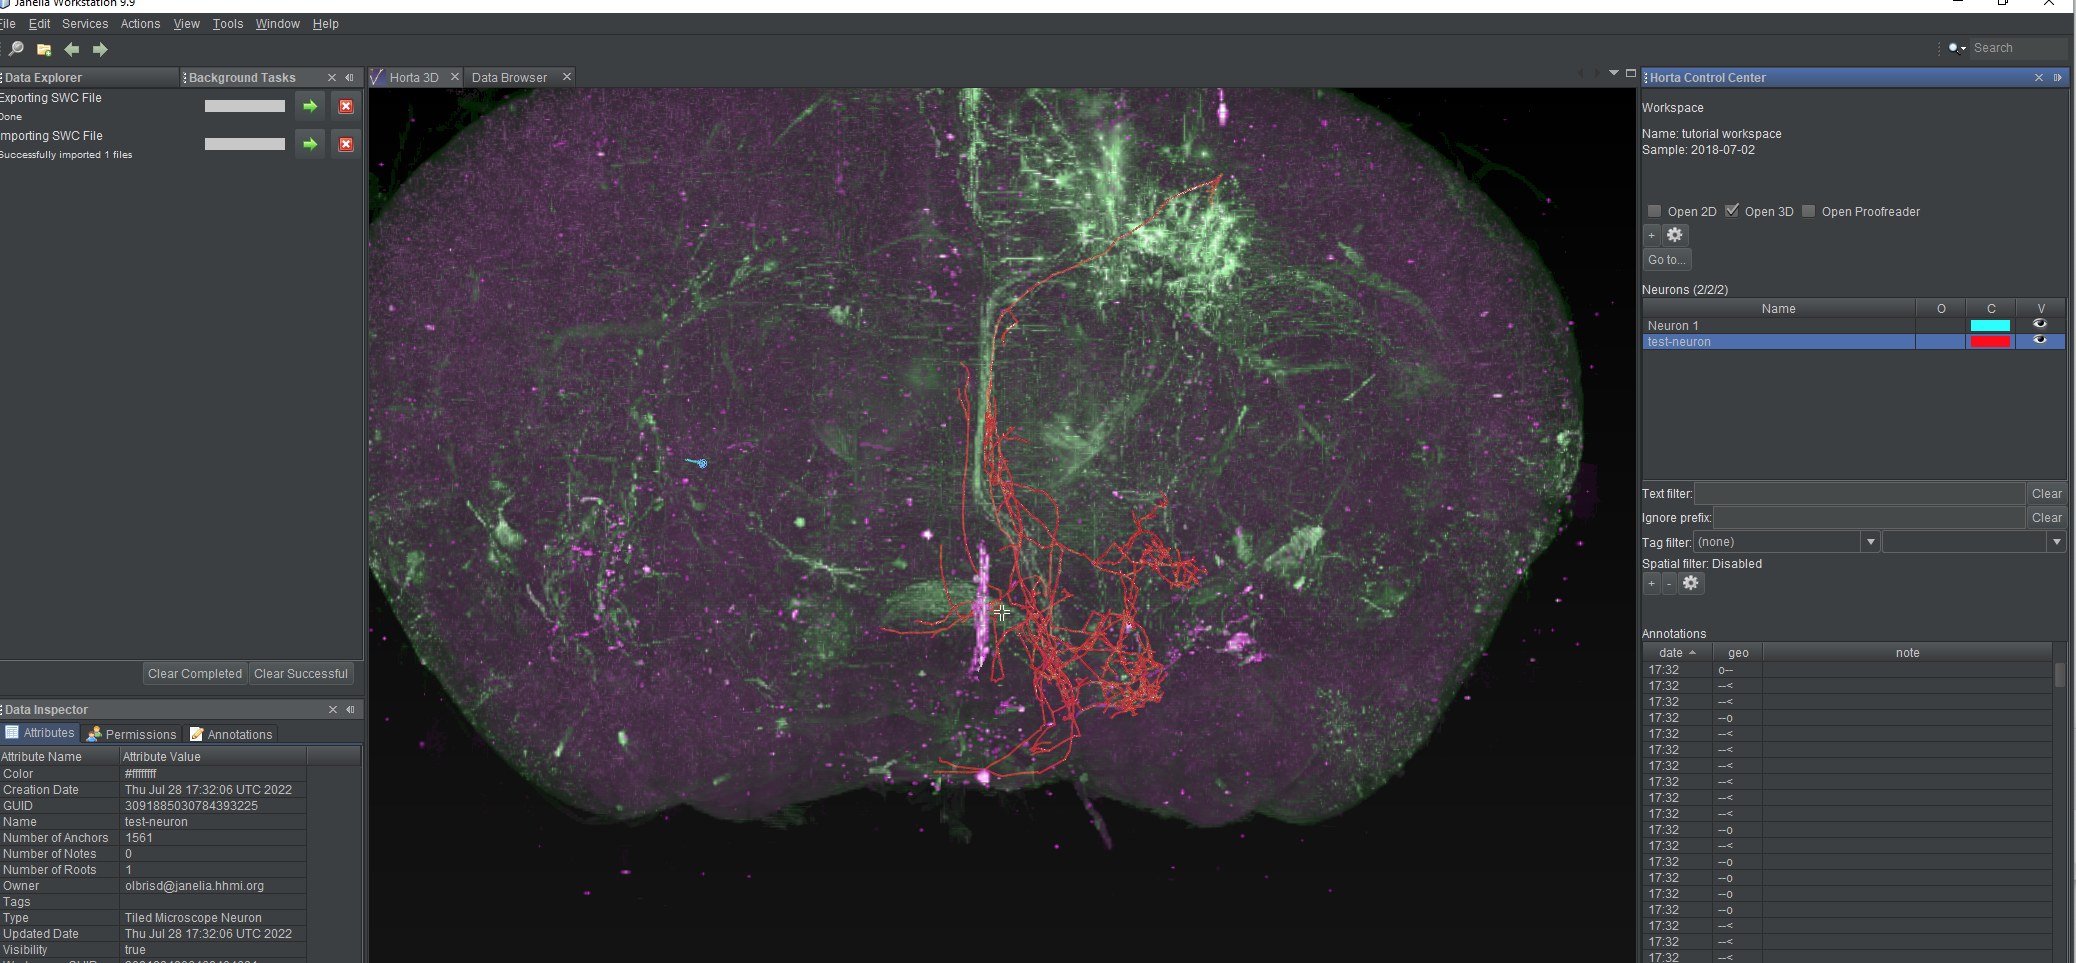 Janelia Workstation 9.9
File Edit Services Actions View Tools Window Help
Search
Data Explorer
Background Tasks
Exporting SWC File
Done
Importing SWC File
Successfully imported 1 files
Clear Completed Clear Successful
Data Inspector
Attributes Permissions Annotations
Attribute Name Attribute Value
Color #ffffffff
Creation Date Thu Jul 28 17:32:06 UTC 2022
GUID 3091885030784393225
Name test-neuron
Number of Anchors 1561
Number of Notes 0
Number of Roots 1
Owner olbrisd@janelia.hhmi.org
Tags
Type Tiled Microscope Neuron
Updated Date Thu Jul 28 17:32:06 UTC 2022
Visibility true
Horta 3D Data Browser
Horta Control Center
Workspace
Name: tutorial workspace
Sample: 2018-07-02
Open 2D Open 3D Open Proofreader
+
Go to...
Neurons (2/2/2)
Name O C V
Neuron 1
test-neuron
Text filter: Clear
Ignore prefix: Clear
Tag filter: (none)
Spatial filter: Disabled
+ -
Annotations
date geo note
17:32 o--
17:32 --<
17:32 --<
17:32 --o
17:32 --<
17:32 --<
17:32 --<
17:32 --<
17:32 --<
17:32 --<
17:32 --o
17:32 --<
17:32 --o
17:32 --o
17:32 --o
17:32 --o
17:32 --<
17:32 --<
17:32 --<